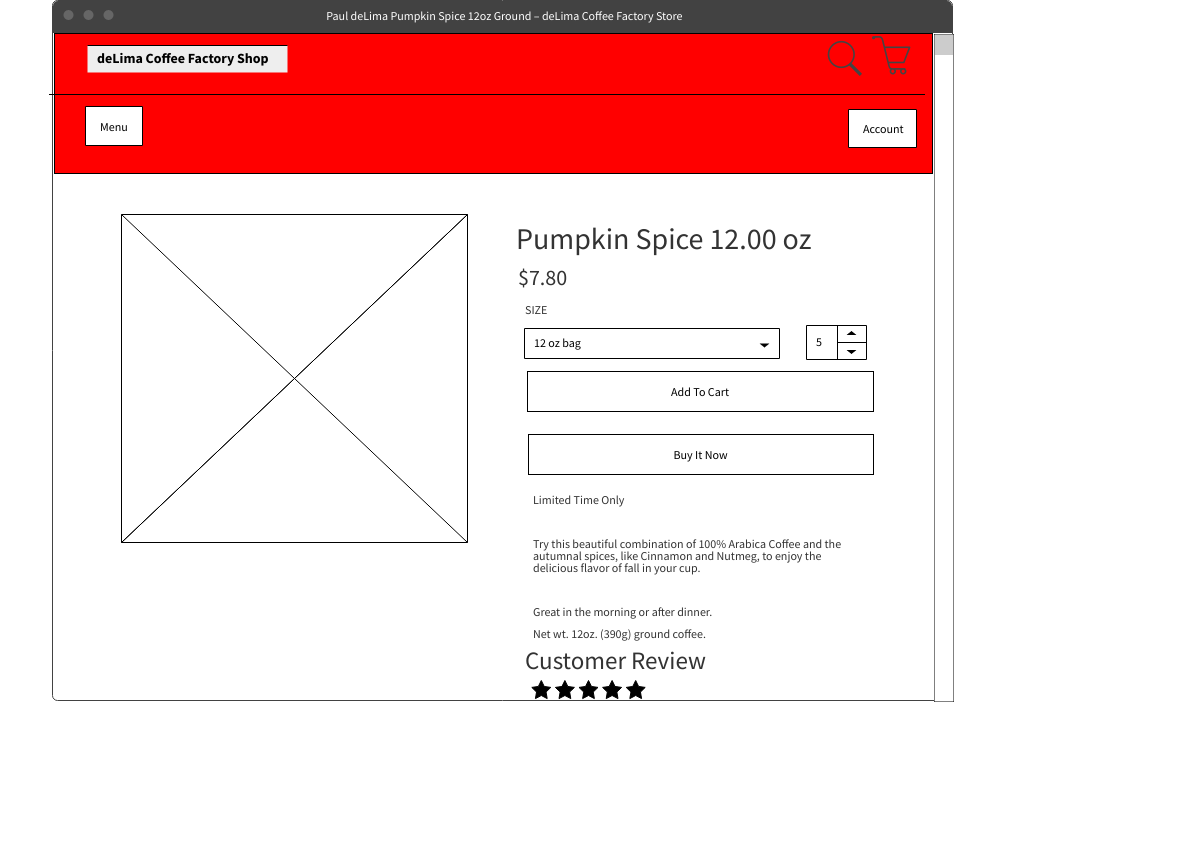 Paul deLima Pumpkin Spice 12oz Ground – deLima Coffee Factory Store
deLima Coffee Factory Shop
Menu
Account
Pumpkin Spice 12.00 oz
$7.80
SIZE
12 oz bag
5
Add To Cart
Buy It Now
Limited Time Only
Try this beautiful combination of 100% Arabica Coffee and the
autumnal spices, like Cinnamon and Nutmeg, to enjoy the
delicious flavor of fall in your cup.
Great in the morning or after dinner.
Net wt. 12oz. (390g) ground coffee.
Customer Review